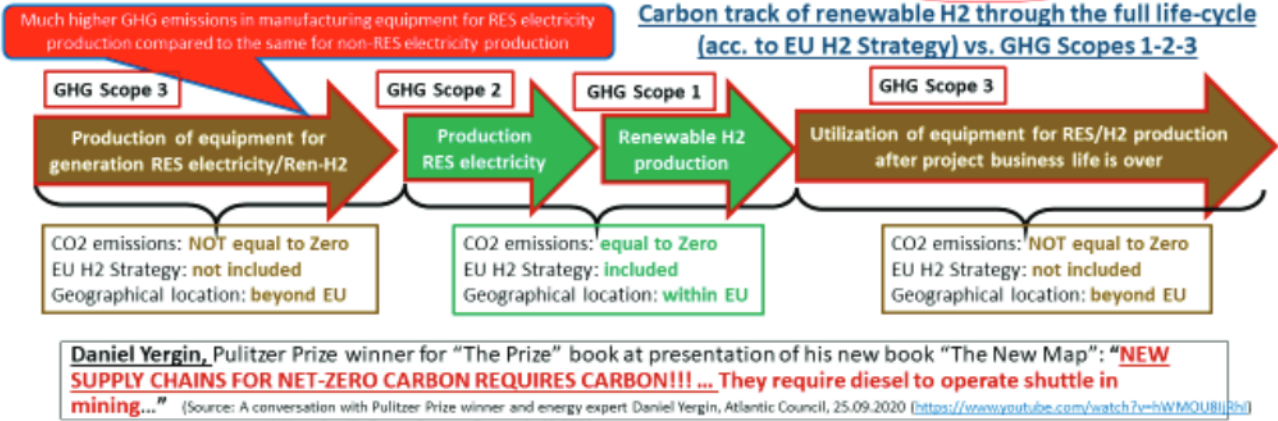 Much higher GHG emissions in manufacturing equipment for RES electricity
production compared to the same for non-RES electricity production
Carbon track of renewable H2 through the full life-cycle
(acc. to EU H2 Strategy) vs. GHG Scopes 1-2-3
GHG Scope 3
GHG Scope 2
GHG Scope 1
GHG Scope 3
Production of equipment for
generation RES electricity/Ren-H2
Production
RES electricity
Renewable H2
production
Utilization of equipment for RES/H2 production
after project business life is over
CO2 emissions: NOT equal to Zero
EU H2 Strategy: not included
Geographical location: beyond EU
CO2 emissions: equal to Zero
EU H2 Strategy: included
Geographical location: within EU
CO2 emissions: NOT equal to Zero
EU H2 Strategy: not included
Geographical location: beyond EU
Daniel Yergin, Pulitzer Prize winner for “The Prize” book at presentation of his new book “The New Map”: “NEW
SUPPLY CHAINS FOR NET-ZERO CARBON REQUIRES CARBON!!! … They require diesel to operate shuttle in
mining…” (Source: A conversation with Pulitzer Prize winner and energy expert Daniel Yergin, Atlantic Council, 25.09.2020